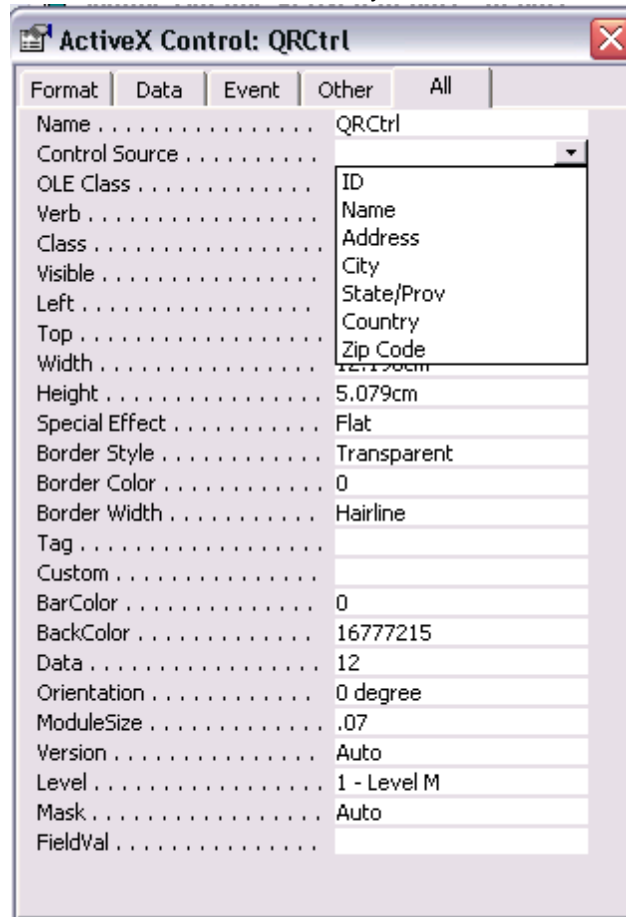 ActiveX Control: QRCtrl
Format Data Event Other All
Name . . . . . . . . . . . . . . . . QRCtrl
Control Source . . . . . . . . . .
OLE Class . . . . . . . . . . . . . ID
Verb . . . . . . . . . . . . . . . . . Name
Class . . . . . . . . . . . . . . . . . Address
Visible . . . . . . . . . . . . . . . . City
Left . . . . . . . . . . . . . . . . . State/Prov
Top . . . . . . . . . . . . . . . . . . Country
Width . . . . . . . . . . . . . . . . Zip Code
Height . . . . . . . . . . . . . . . . 5.079cm
Special Effect . . . . . . . . . . . Flat
Border Style . . . . . . . . . . . . Transparent
Border Color . . . . . . . . . . . . 0
Border Width . . . . . . . . . . . Hairline
Tag . . . . . . . . . . . . . . . . . .
Custom . . . . . . . . . . . . . . .
BarColor . . . . . . . . . . . . . . 0
BackColor . . . . . . . . . . . . . 16777215
Data . . . . . . . . . . . . . . . . . 12
Orientation . . . . . . . . . . . . 0 degree
ModuleSize . . . . . . . . . . . . . .07
Version . . . . . . . . . . . . . . . Auto
Level . . . . . . . . . . . . . . . . . 1 - Level M
Mask . . . . . . . . . . . . . . . . . Auto
FieldVal . . . . . . . . . . . . . . .